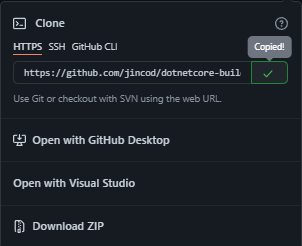 Clone
Copied!
HTTPS SSH GitHub CLI
https://github.com/jincod/dotnetcore-buil
Use Git or checkout with SVN using the web URL.
Open with GitHub Desktop
Open with Visual Studio
Download ZIP